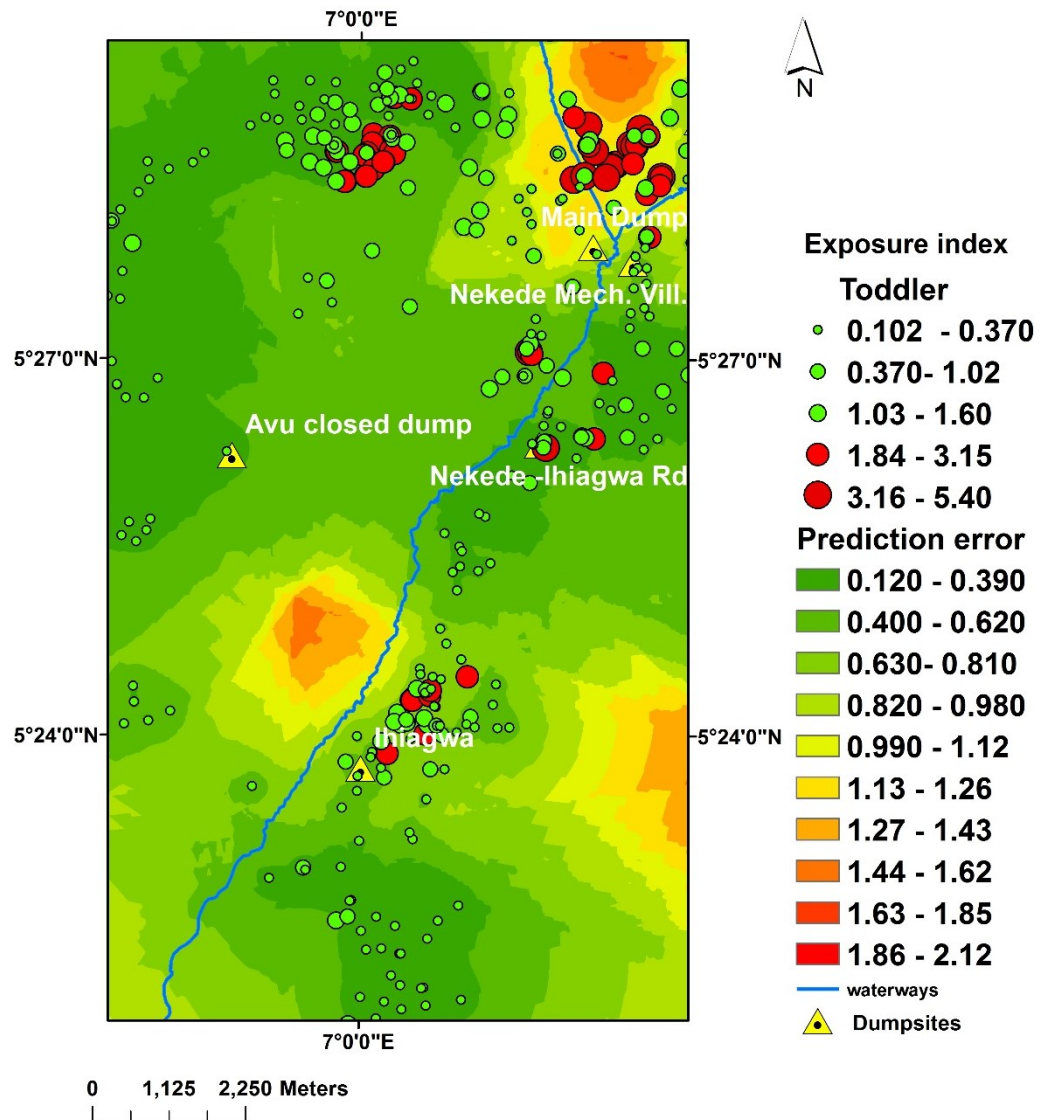 7°0'0"E
N
Main Dump
Nekede Mech. Vill.
5°27'0"N
5°27'0"N
Avu closed dump
Nekede -Ihiagwa Rd
5°24'0"N
5°24'0"N
Ihiagwa
7°0'0"E
0 1,125 2,250 Meters
Exposure index
Toddler
0.102 - 0.370
0.370- 1.02
1.03 - 1.60
1.84 - 3.15
3.16 - 5.40
Prediction error
0.120 - 0.390
0.400 - 0.620
0.630- 0.810
0.820 - 0.980
0.990 - 1.12
1.13 - 1.26
1.27 - 1.43
1.44 - 1.62
1.63 - 1.85
1.86 - 2.12
waterways
Dumpsites